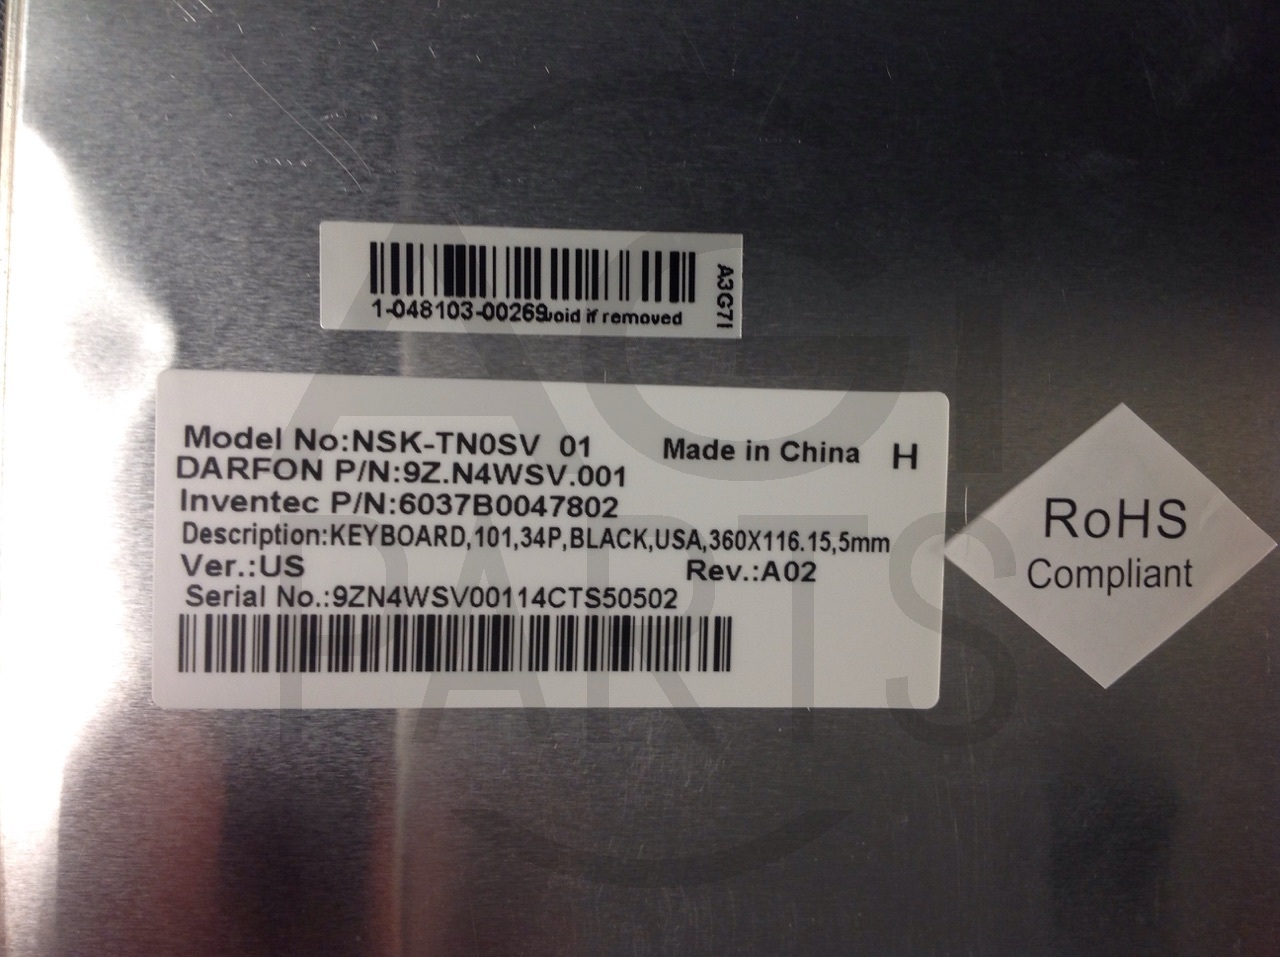 1-048103-00269 void if removed
A3G7I
Model No:NSK-TN0SV 01 Made in China H
DARFON P/N:9Z.N4WSV.001
Inventec P/N:6037B0047802
Description:KEYBOARD,101,34P,BLACK,USA,360X116.15,5mm
Ver.:US Rev.:A02
Serial No.:9ZN4WSV00114CTS50502
RoHS
Compliant
AGI
PARTS